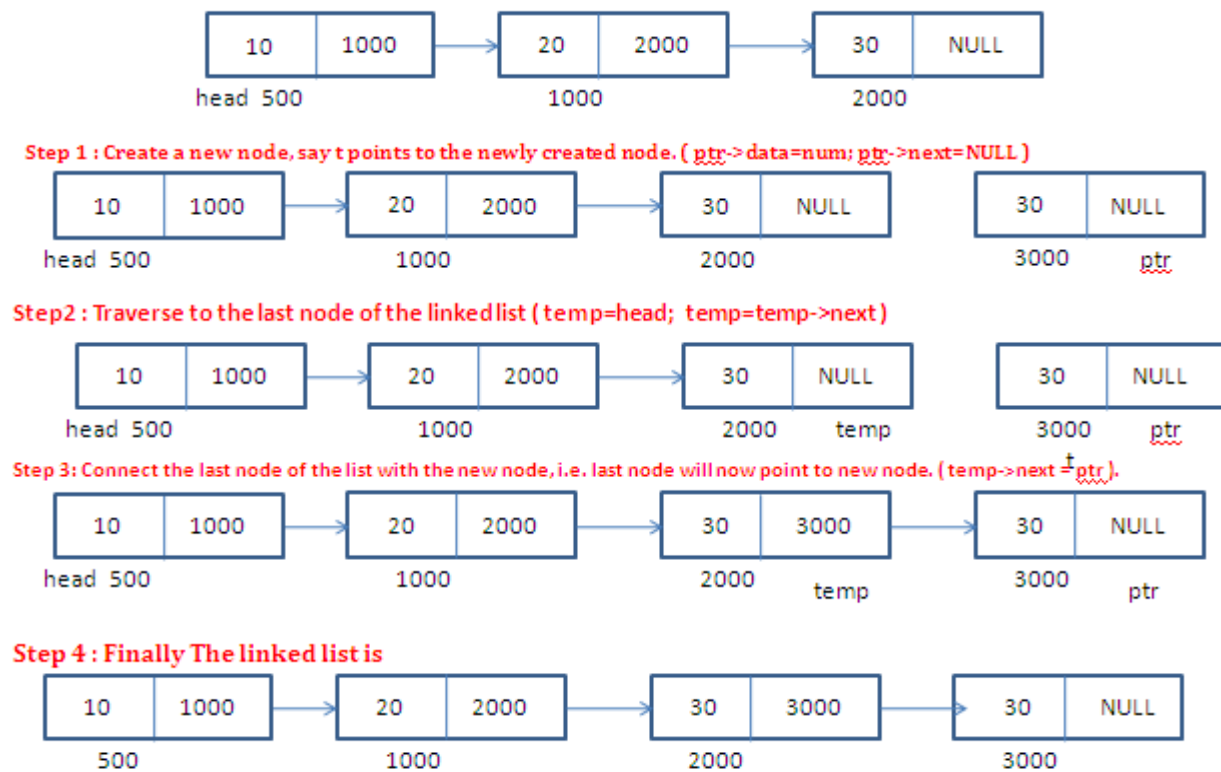 10 1000 20 2000 30 NULL
head 500 1000 2000
Step 1 : Create a new node, say t points to the newly created node. ( ptr->data=num; ptr->next=NULL )
10 1000 20 2000 30 NULL 30 NULL
head 500 1000 2000 3000 ptr
Step2 : Traverse to the last node of the linked list ( temp=head; temp=temp->next )
10 1000 20 2000 30 NULL 30 NULL
head 500 1000 2000 temp 3000 ptr
t
Step 3: Connect the last node of the list with the new node, i.e. last node will now point to new node. ( temp->next = ptr ).
10 1000 20 2000 30 3000 30 NULL
head 500 1000 2000 temp 3000 ptr
Step 4 : Finally The linked list is
10 1000 20 2000 30 3000 30 NULL
500 1000 2000 3000